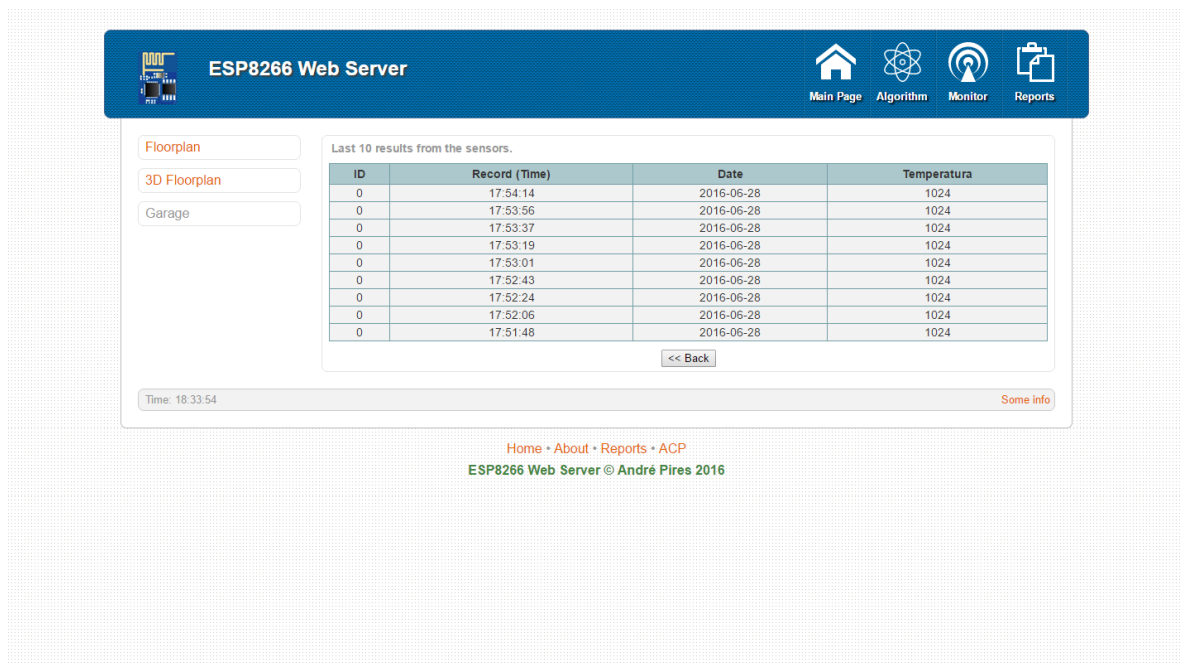 ESP8266 Web Server
Main Page Algorithm Monitor Reports
Floorplan
3D Floorplan
Garage
Last 10 results from the sensors.
ID Record (Time) Date Temperatura
0 17:54:14 2016-06-28 1024
0 17:53:56 2016-06-28 1024
0 17:53:37 2016-06-28 1024
0 17:53:19 2016-06-28 1024
0 17:53:01 2016-06-28 1024
0 17:52:43 2016-06-28 1024
0 17:52:24 2016-06-28 1024
0 17:52:06 2016-06-28 1024
0 17:51:48 2016-06-28 1024
<< Back
Time: 18:33:54 Some info
Home • About • Reports • ACP
ESP8266 Web Server © André Pires 2016